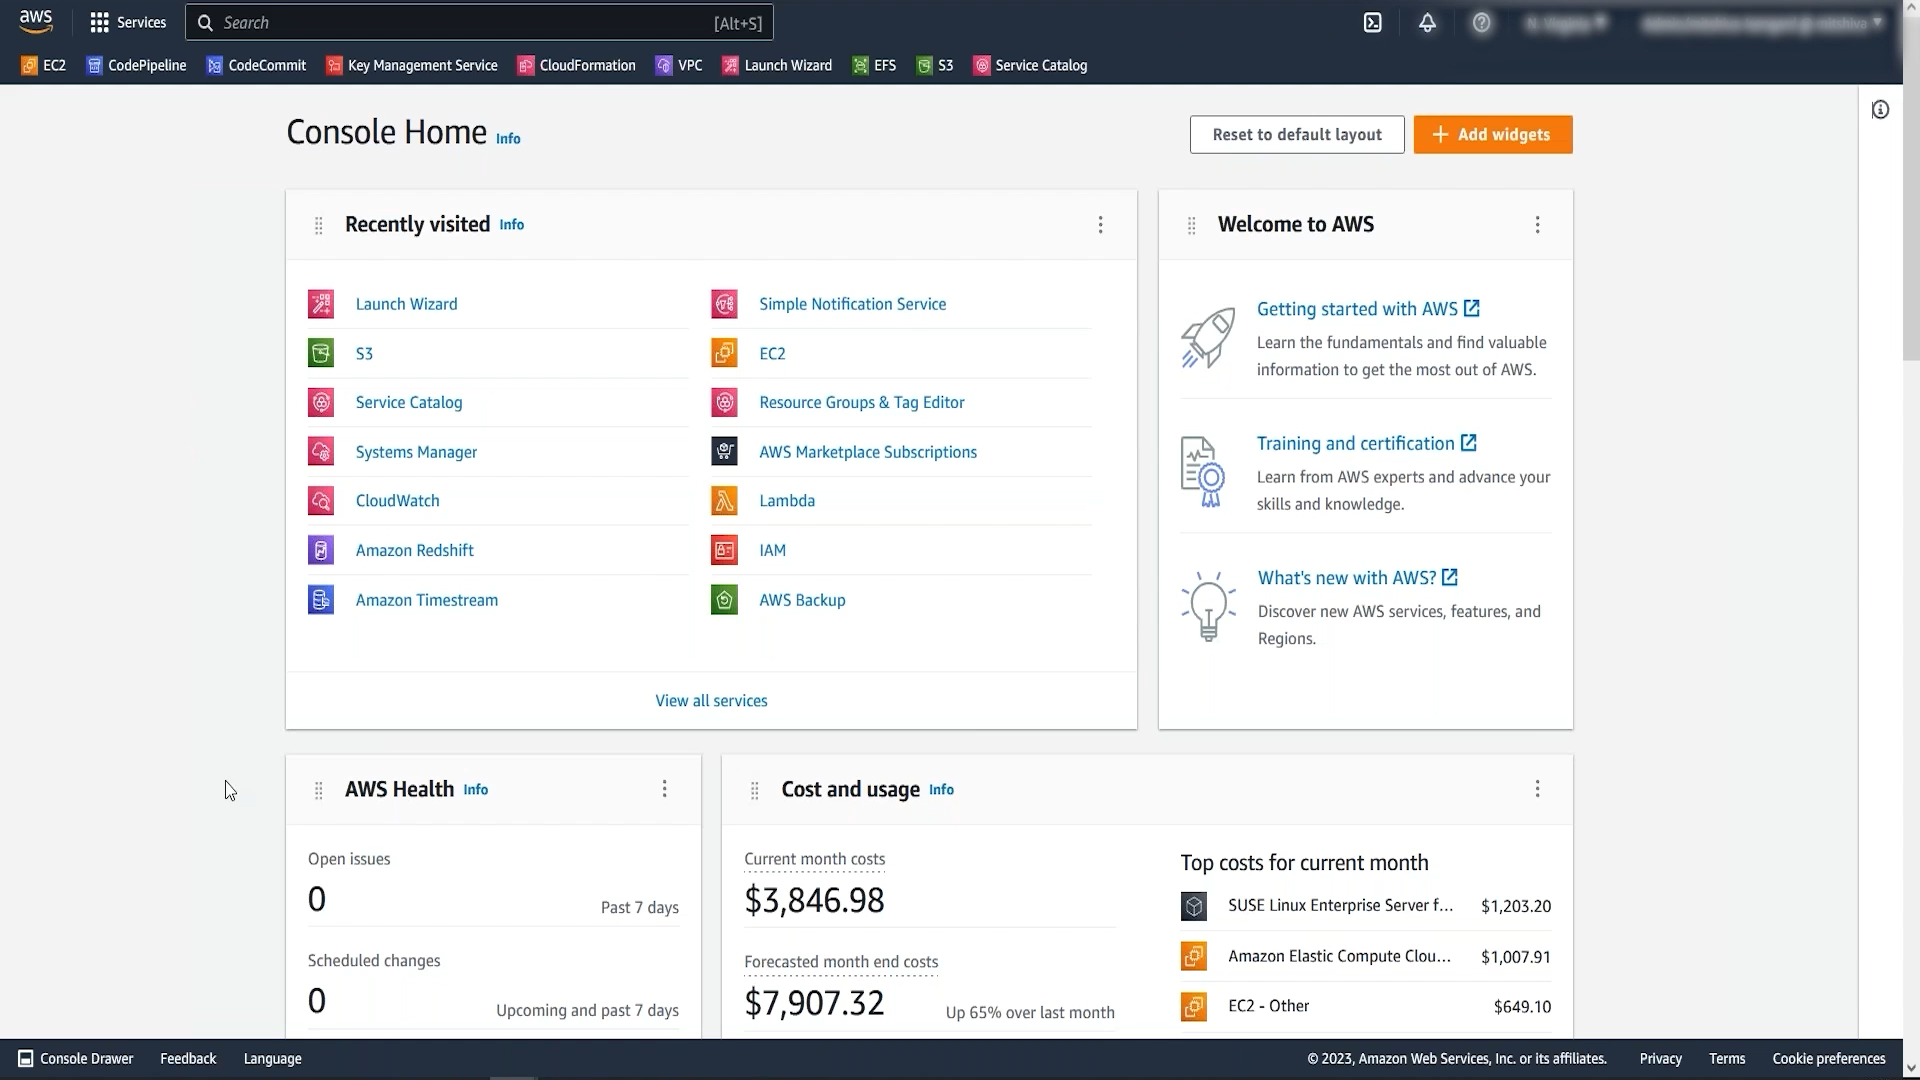 aws
Services
Search
[Alt+S]
EC2
CodePipeline
CodeCommit
Key Management Service
CloudFormation
VPC
Launch Wizard
EFS
S3
Service Catalog
Console Home Info
Reset to default layout
+ Add widgets
Recently visited Info
Launch Wizard
S3
Service Catalog
Systems Manager
CloudWatch
Amazon Redshift
Amazon Timestream
Simple Notification Service
EC2
Resource Groups & Tag Editor
AWS Marketplace Subscriptions
Lambda
IAM
AWS Backup
View all services
Welcome to AWS
Getting started with AWS
Learn the fundamentals and find valuable
information to get the most out of AWS.
Training and certification
Learn from AWS experts and advance your
skills and knowledge.
What's new with AWS?
Discover new AWS services, features, and
Regions.
AWS Health Info
Open issues
0
Past 7 days
Scheduled changes
0
Upcoming and past 7 days
Cost and usage Info
Current month costs
$3,846.98
Forecasted month end costs
$7,907.32
Up 65% over last month
Top costs for current month
SUSE Linux Enterprise Server f... $1,203.20
Amazon Elastic Compute Clou... $1,007.91
EC2 - Other $649.10
Console Drawer
Feedback
Language
© 2023, Amazon Web Services, Inc. or its affiliates.
Privacy
Terms
Cookie preferences